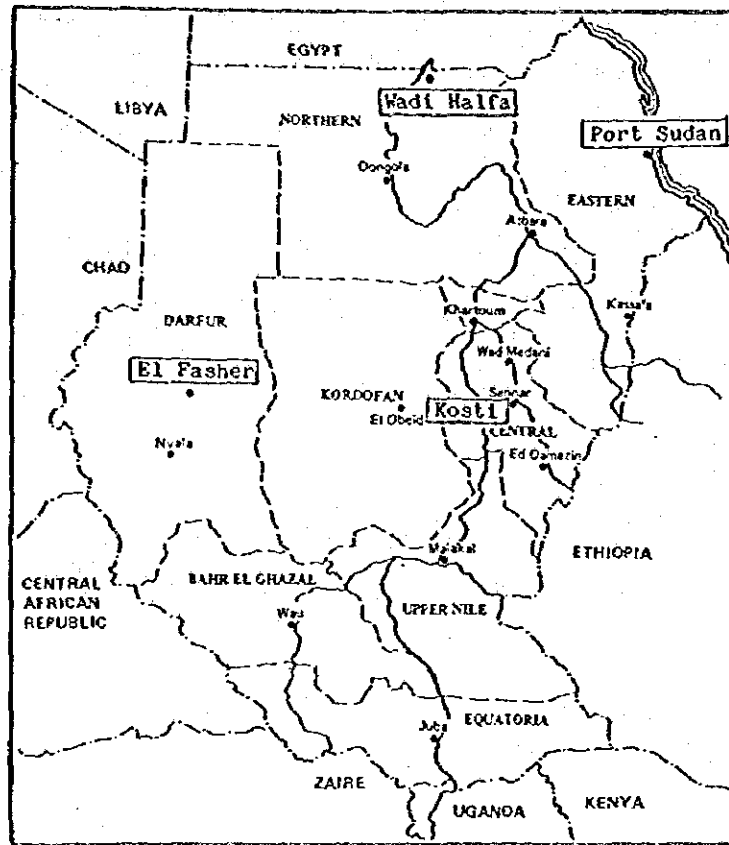 EGYPT
LIBYA
Wadi Halfa
NORTHERN
Port Sudan
Dongola
EASTERN
Atbara
CHAD
Khartoum
Kassala
DARFUR
Wad Medani
El Fasher
KORDOFAN
Sennar
El Obeid
Kosti
CENTRAL
Nyala
Ed Damazin
Malakal
ETHIOPIA
CENTRAL
AFRICAN
REPUBLIC
BAHR EL GHAZAL
UPPER NILE
Wau
EQUATORIA
Juba
ZAIRE
UGANDA
KENYA